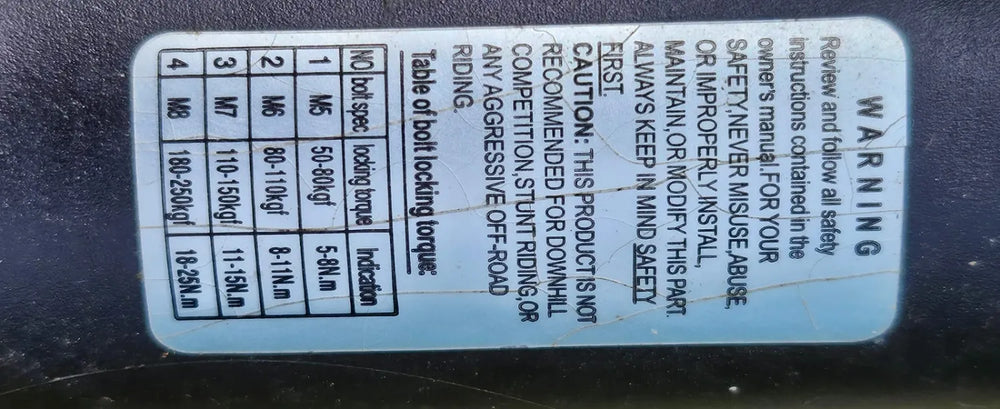 WARNING
Review and follow all safety
instructions contained in the
owner's manual.FOR YOUR
SAFETY,NEVER MISUSE,ABUSE,
OR IMPROPERLY INSTALL,
MAINTAIN,OR MODIFY THIS PART.
ALWAYS KEEP IN MIND SAFETY
FIRST.
CAUTION: THIS PRODUCT IS NOT
RECOMMENDED FOR DOWNHILL
COMPETITION,STUNT RIDING,OR
ANY AGGRESSIVE OFF-ROAD
RIDING.
Table of bolt locking torque:
NO bolt spec locking torque Indication
1 M5 50-80kgf 5-8N.m
2 M6 80-110kgf 8-11N.m
3 M7 110-150kgf 11-15N.m
4 M8 180-250kgf 18-25N.m